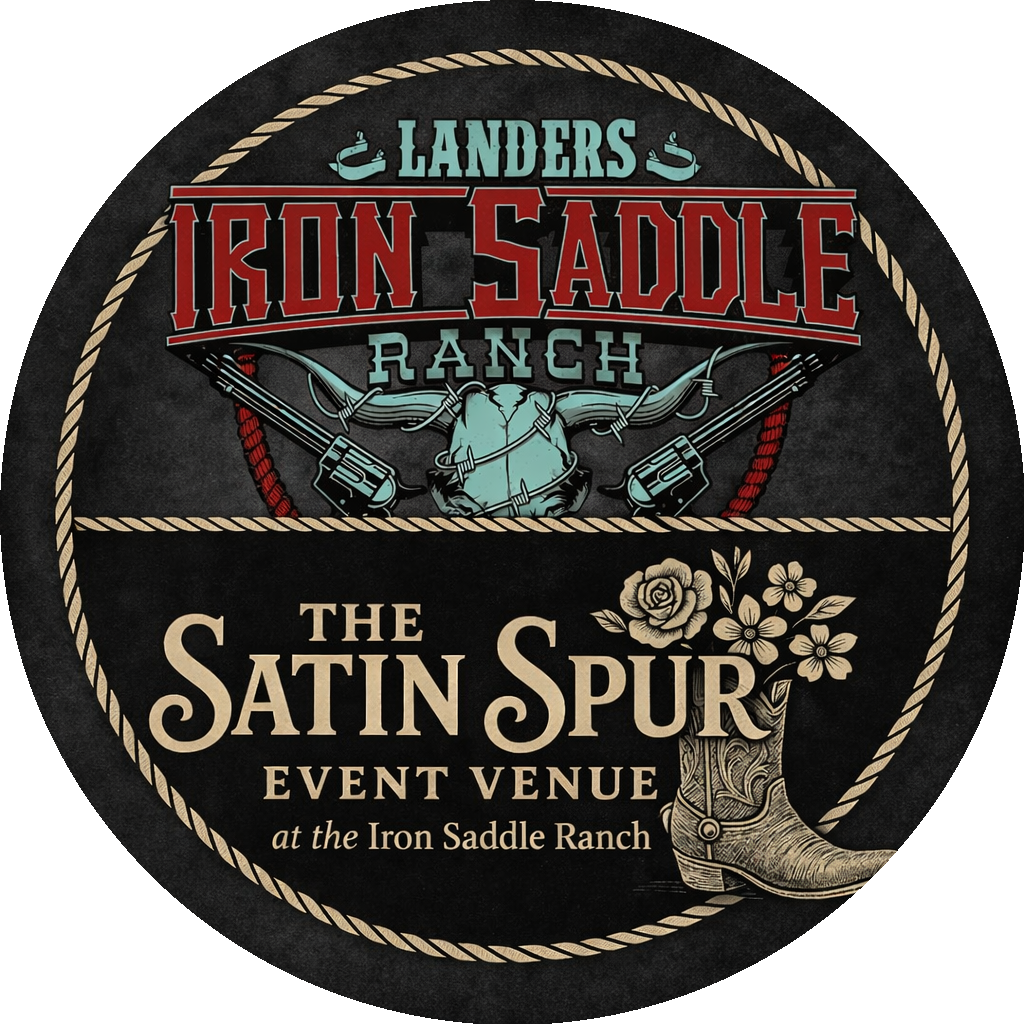 LANDERS
IRON SADDLE
RANCH
THE
SATIN SPUR
EVENT VENUE
at the Iron Saddle Ranch